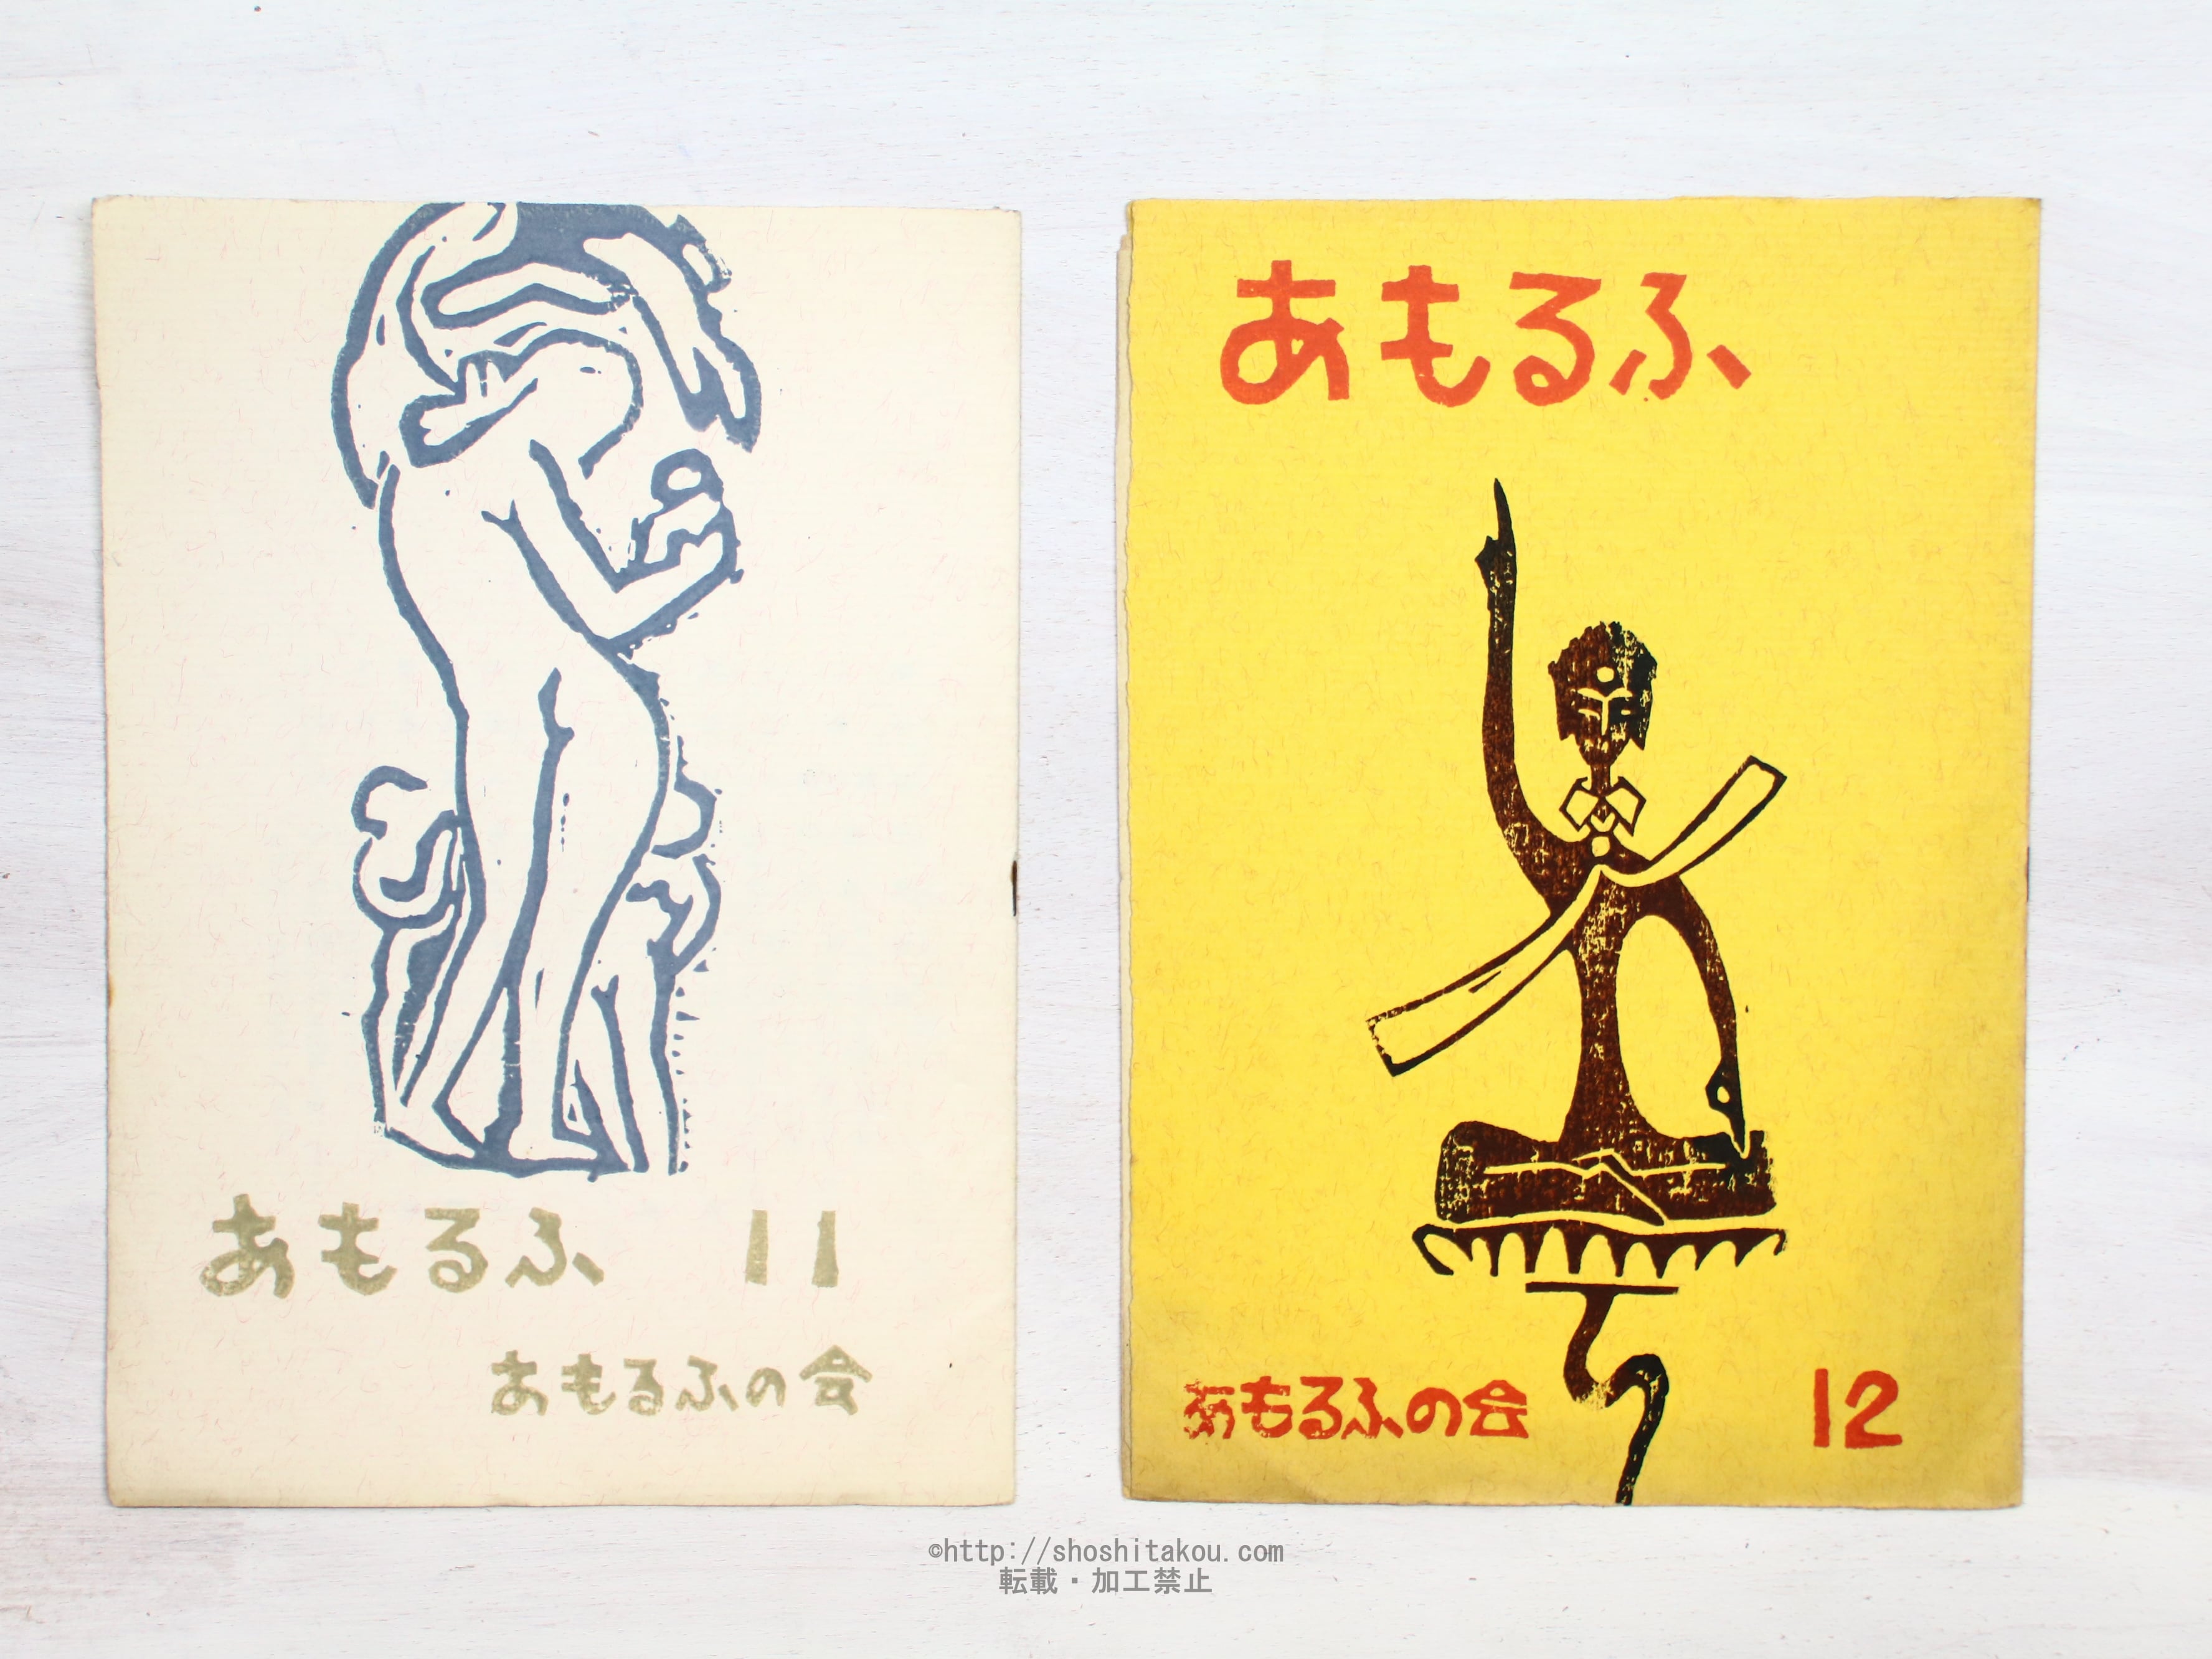 あもるふ 11
あもるふの会
あもるふ
あもるふの会 12
©http://shoshitakou.com
転載・加工禁止